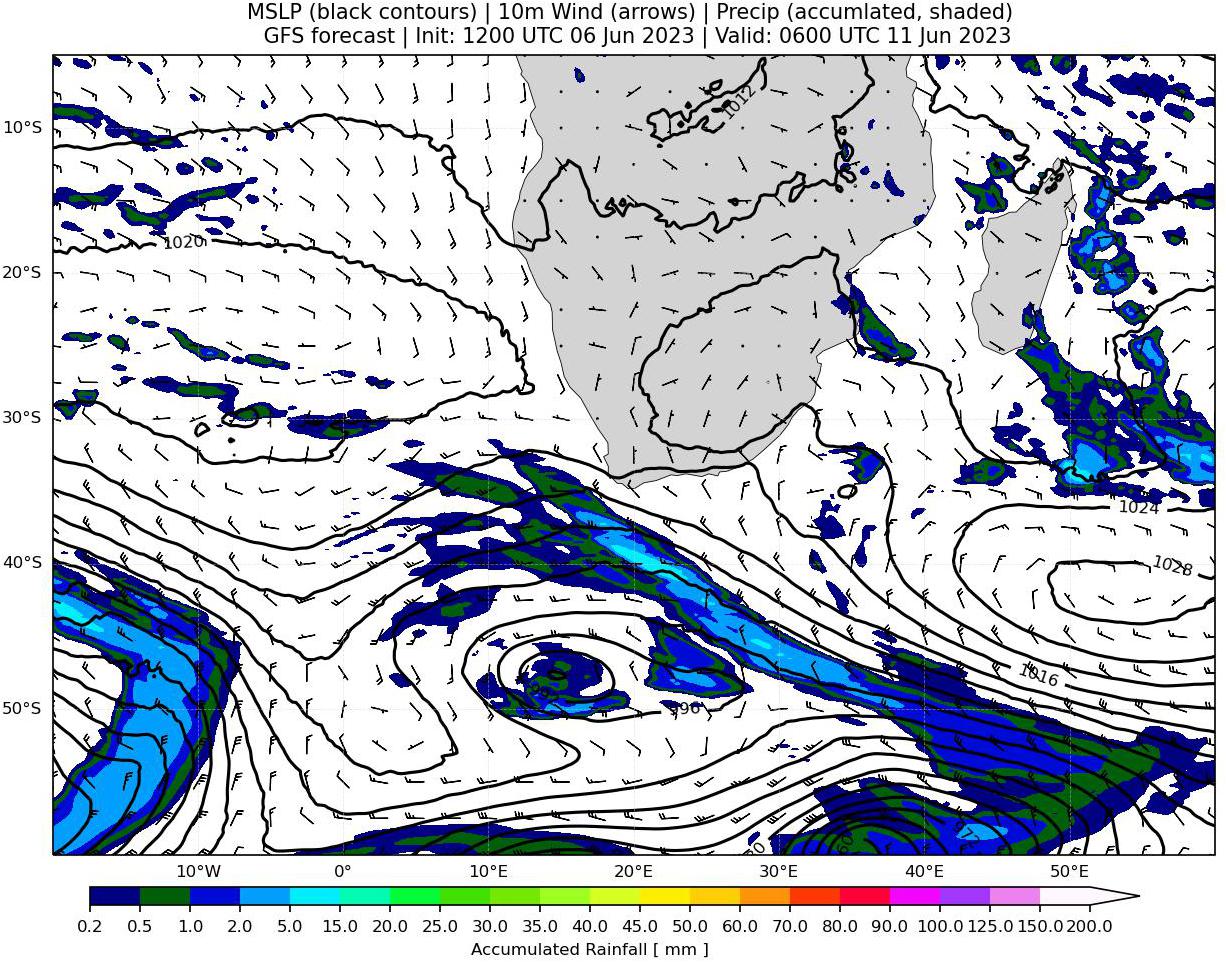 MSLP (black contours) | 10m Wind (arrows) | Precip (accumlated, shaded)
GFS forecast | Init: 1200 UTC 06 Jun 2023 | Valid: 0600 UTC 11 Jun 2023
1012
10°S
1020
20°S
30°S
1024
1028
40°S
1016
996
50°S
10°W 0° 10°E 20°E 30°E 40°E 50°E
0.2 0.5 1.0 2.0 5.0 10.0 15.0 20.0 25.0 30.0 35.0 40.0 45.0 50.0 60.0 70.0 80.0 90.0 100.0 125.0 150.0 200.0
Accumulated Rainfall [ mm ]